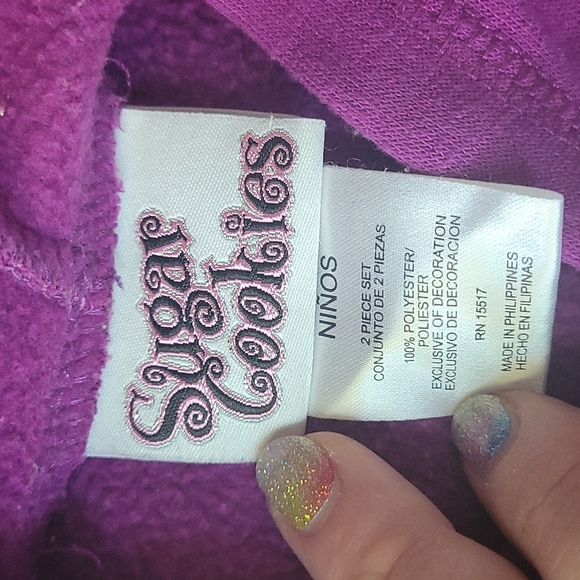 Sugar
Cookies
NIÑOS
2 PIECE SET
CONJUNTO DE 2 PIEZAS
100% POLYESTER/
POLIESTER
EXCLUSIVE OF DECORATION
EXCLUSIVO DE DECORACION
RN 15517
MADE IN PHILIPPINES
HECHO EN FILIPINAS